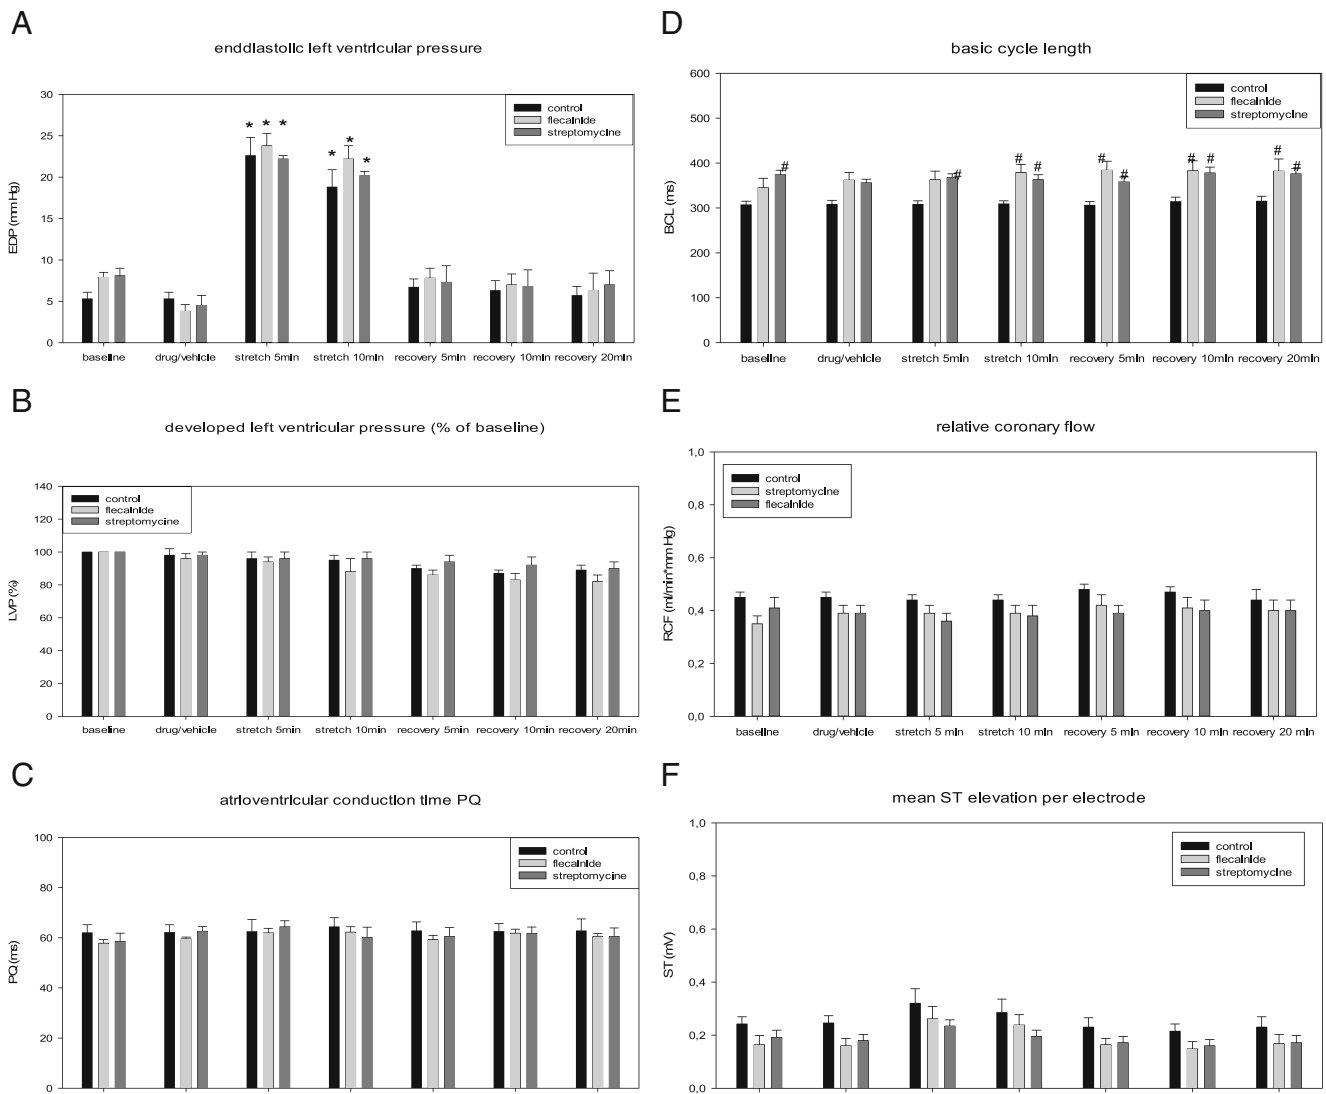 A
enddiastolic left ventricular pressure
30
25
20
15
10
5
0
EDP (mmHg)
control
flecainide
streptomycine
* * *
* * *
baseline drug/vehicle stretch 5min stretch 10min recovery 5min recovery 10min recovery 20min
B
developed left ventricular pressure (% of baseline)
140
120
100
80
60
40
20
0
LVP (%)
control
flecainide
streptomycine
baseline drug/vehicle stretch 5min stretch 10min recovery 5min recovery 10min recovery 20min
C
atrioventricular conduction time PQ
100
80
60
40
20
0
PQ (ms)
control
flecainide
streptomycine
D
basic cycle length
600
500
400
300
200
100
0
BCL (ms)
control
flecainide
streptomycine
# # # # # # # # # #
baseline drug/vehicle stretch 5min stretch 10min recovery 5min recovery 10min recovery 20min
E
relative coronary flow
1,0
0,8
0,6
0,4
0,2
0,0
RCF (ml/min*mmHg)
control
streptomycine
flecainide
baseline drug/vehicle stretch 5 min stretch 10 min recovery 5 min recovery 10 min recovery 20 min
F
mean ST elevation per electrode
1,0
0,8
0,6
0,4
0,2
0,0
ST (mV)
control
flecainide
streptomycine